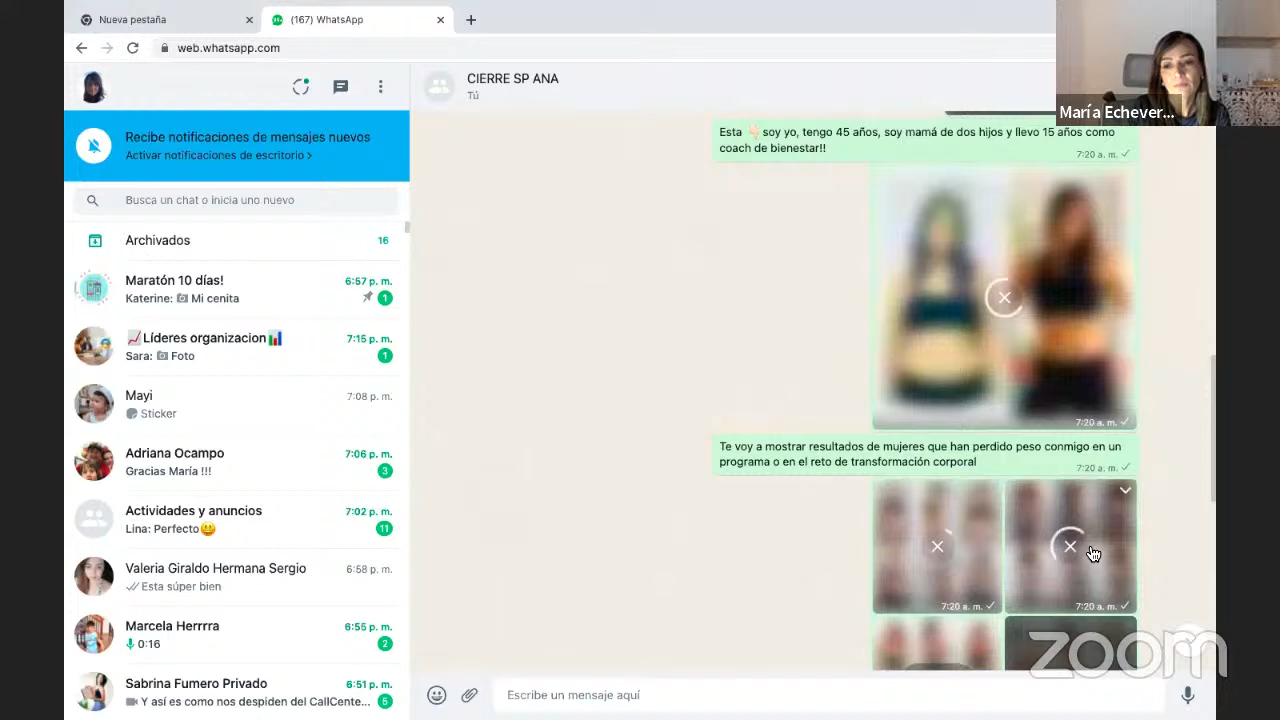 Nueva pestaña
(167) WhatsApp
web.whatsapp.com
María Echever...
CIERRE SP ANA
Tú
Recibe notificaciones de mensajes nuevos
Activar notificaciones de escritorio >
Busca un chat o inicia uno nuevo
Archivados 16
Maratón 10 días! 6:57 p. m.
Katerine: Mi cenita 1
Líderes organizacion 7:15 p. m.
Sara: Foto 1
Mayi 7:08 p. m.
Sticker
Adriana Ocampo 7:06 p. m.
Gracias María !!! 3
Actividades y anuncios 7:02 p. m.
Lina: Perfecto😃 11
Valeria Giraldo Hermana Sergio 6:58 p. m.
Esta súper bien
Marcela Herrrra 6:55 p. m.
0:16 2
Sabrina Fumero Privado 6:51 p. m.
Y así es como nos despiden del CallCente... 5
Esta 👇🏻 soy yo, tengo 45 años, soy mamá de dos hijos y llevo 15 años como
coach de bienestar!!
7:20 a. m.
7:20 a. m.
Te voy a mostrar resultados de mujeres que han perdido peso conmigo en un
programa o en el reto de transformación corporal
7:20 a. m.
7:20 a. m.
7:20 a. m.
Escribe un mensaje aquí
zoom